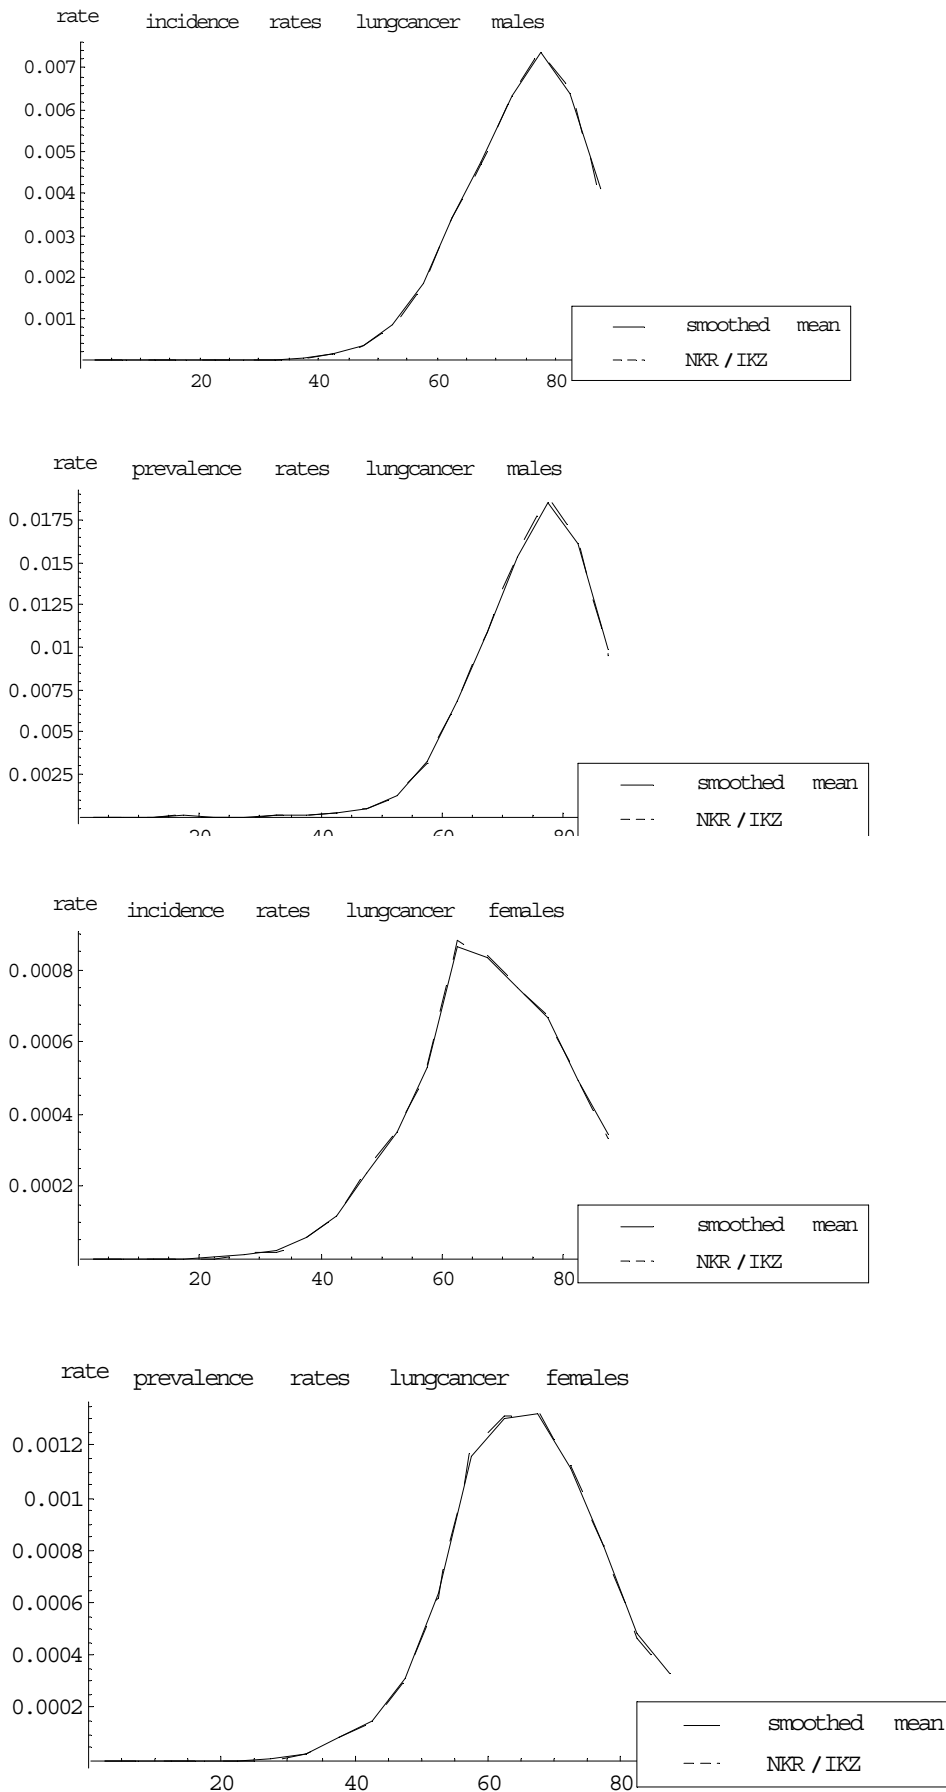 rate incidence rates lungcancer males
0.007
0.006
0.005
0.004
0.003
0.002
0.001
smoothed mean
NKR / IKZ
20 40 60 80
rate prevalence rates lungcancer males
0.0175
0.015
0.0125
0.01
0.0075
0.005
0.0025
smoothed mean
NKR / IKZ
20 40 60 80
rate incidence rates lungcancer females
0.0008
0.0006
0.0004
0.0002
smoothed mean
NKR / IKZ
20 40 60 80
rate prevalence rates lungcancer females
0.0012
0.001
0.0008
0.0006
0.0004
0.0002
smoothed mean
NKR / IKZ
20 40 60 80